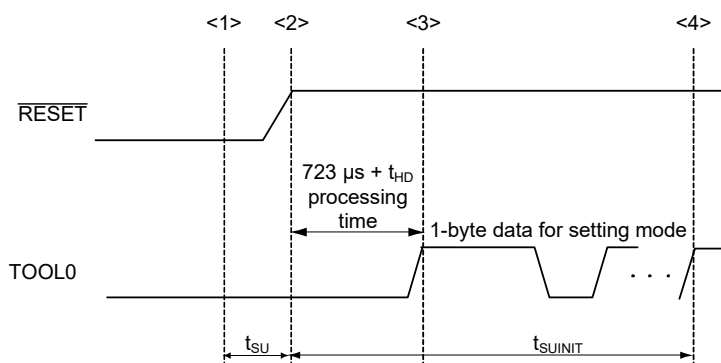 <1> <2> <3> <4>
RESET
723 µs + tHD
processing
time
1-byte data for setting mode
TOOL0
. . .
tSU
tSUINIT